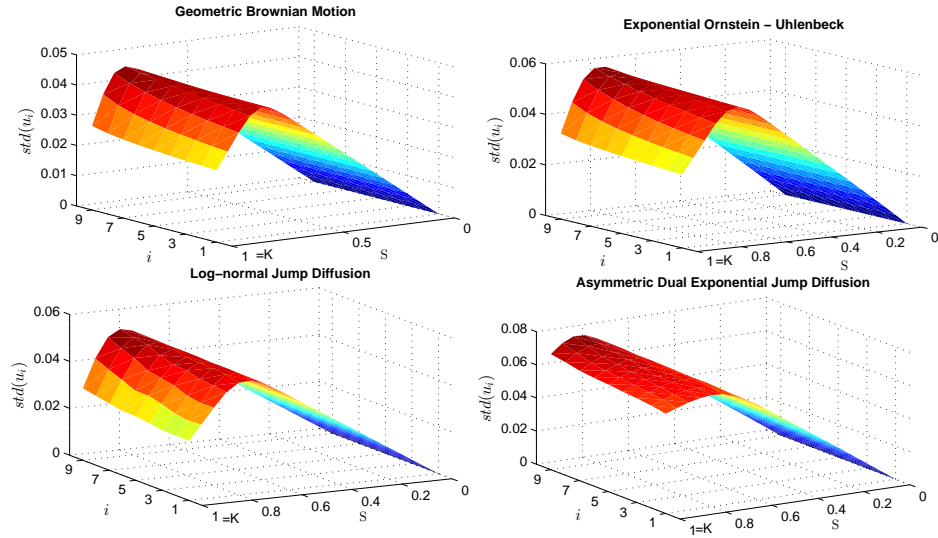 Geometric Brownian Motion
0.05
0.04
0.03
0.02
0.01
0
std(u_i)
9
7
5
3
1
i
1 =K
0.5
0
S
Exponential Ornstein − Uhlenbeck
0.06
0.04
0.02
0
std(u_i)
9
7
5
3
1
i
1=K
0.8
0.6
0.4
0.2
0
S
Log−normal Jump Diffusion
0.06
0.04
0.02
0
std(u_i)
9
7
5
3
1
i
1 =K
0.8
0.6
0.4
0.2
0
S
Asymmetric Dual Exponential Jump Diffusion
0.08
0.06
0.04
0.02
0
std(u_i)
9
7
5
3
1
i
1=K
0.8
0.6
0.4
0.2
0
S